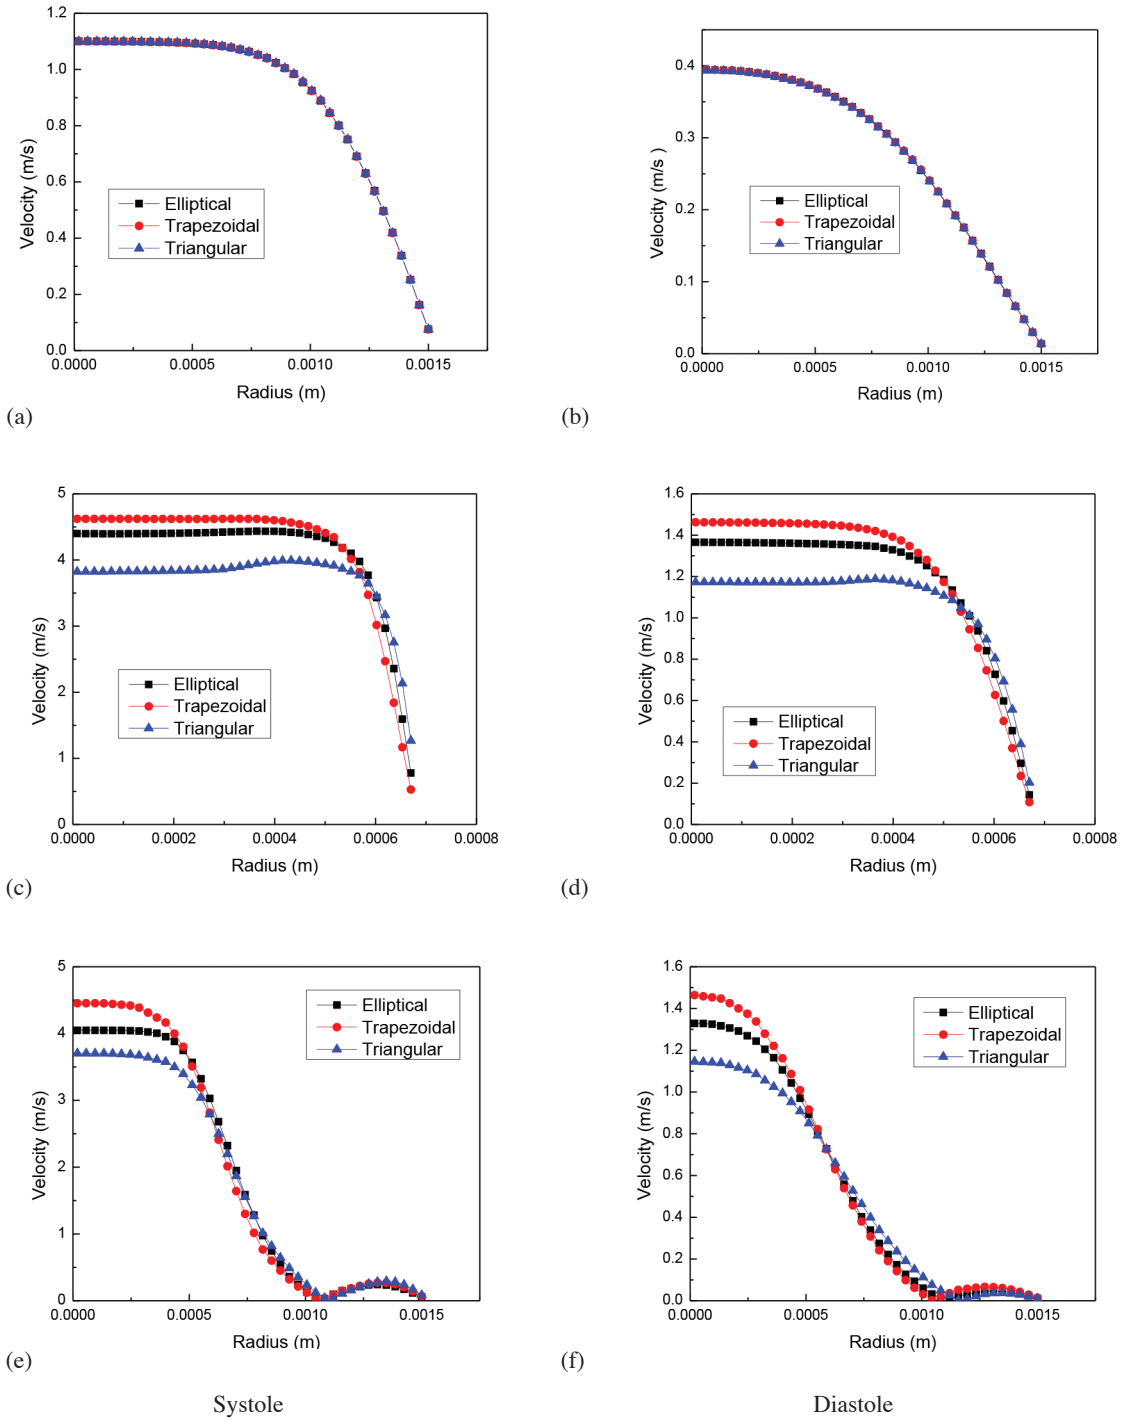 1.2
1.0
0.8
0.6
0.4
0.2
0.0
Velocity (m/s)
Elliptical
Trapezoidal
Triangular
0.0000 0.0005 0.0010 0.0015
Radius (m)
(a)
0.4
0.3
0.2
0.1
0.0
Velocity (m/s )
Elliptical
Trapezoidal
Triangular
0.0000 0.0005 0.0010 0.0015
Radius (m)
(b)
5
4
3
2
1
0
Velocity (m/s)
Elliptical
Trapezoidal
Triangular
0.0000 0.0002 0.0004 0.0006 0.0008
Radius (m)
(c)
1.6
1.4
1.2
1.0
0.8
0.6
0.4
0.2
0.0
Velocity (m/s)
Elliptical
Trapezoidal
Triangular
0.0000 0.0002 0.0004 0.0006 0.0008
Radius (m)
(d)
5
4
3
2
1
0
Velocity (m/s)
Elliptical
Trapezoidal
Triangular
0.0000 0.0005 0.0010 0.0015
Radius (m)
(e)
1.6
1.4
1.2
1.0
0.8
0.6
0.4
0.2
0.0
Velocity (m/s)
Elliptical
Trapezoidal
Triangular
0.0000 0.0005 0.0010 0.0015
Radius (m)
(f)
Systole
Diastole